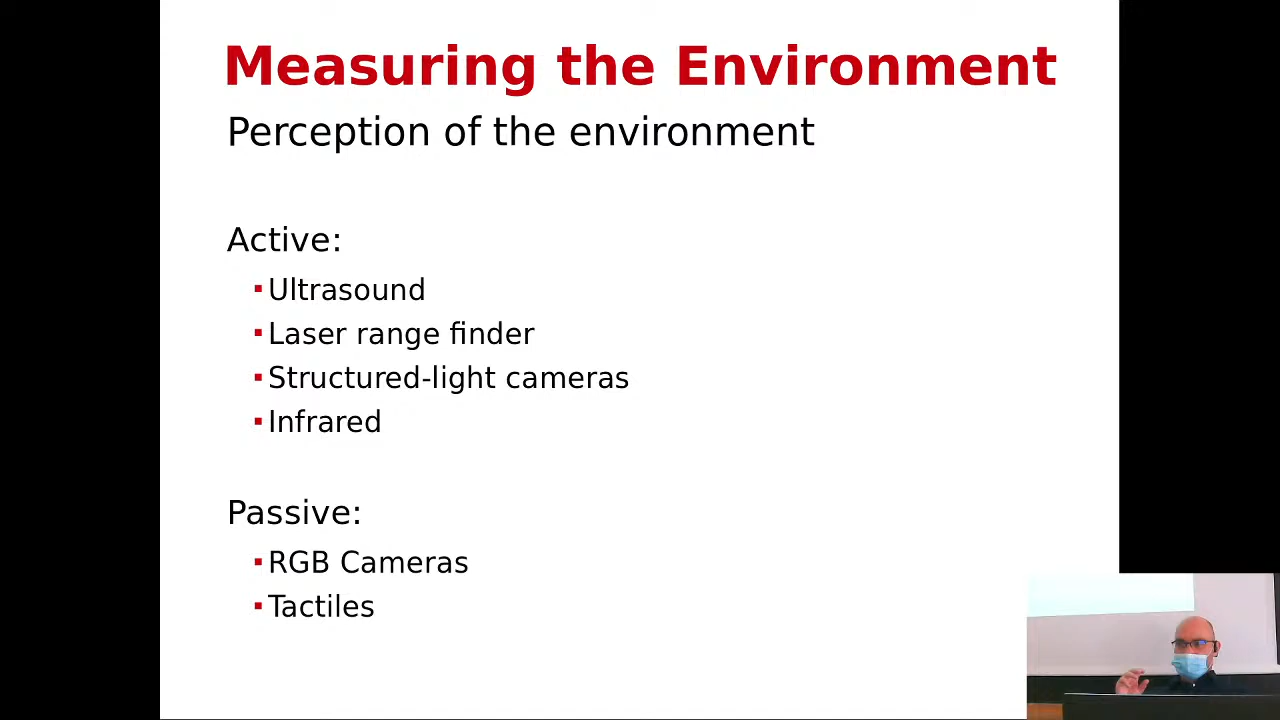 Measuring the Environment
Perception of the environment
Active:
▪Ultrasound
▪Laser range finder
▪Structured-light cameras
▪Infrared
Passive:
▪RGB Cameras
▪Tactiles